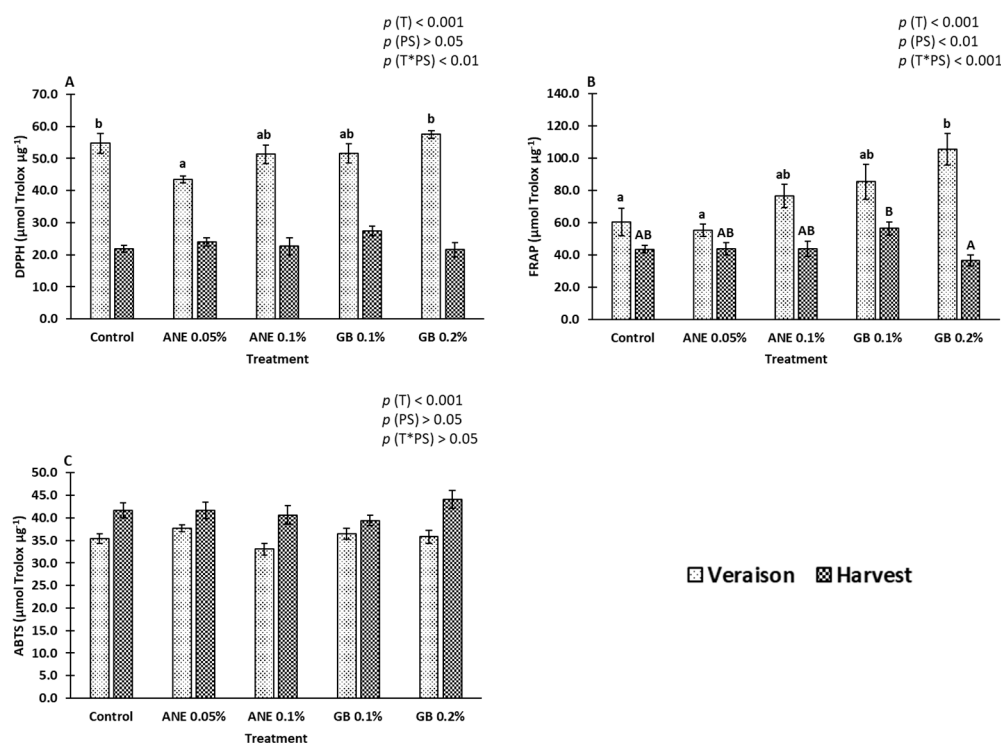 p (T) < 0.001
p (PS) > 0.05
p (T*PS) < 0.01
A
70.0
60.0
50.0
40.0
30.0
20.0
10.0
0.0
DPPH (µmol Trolox µg⁻¹)
b
a
ab
ab
b
Control
ANE 0.05%
ANE 0.1%
GB 0.1%
GB 0.2%
Treatment
p (T) < 0.001
p (PS) < 0.01
p (T*PS) < 0.001
B
140.0
120.0
100.0
80.0
60.0
40.0
20.0
0.0
FRAP (µmol Trolox µg⁻¹)
a
AB
a
AB
ab
AB
ab
B
b
A
Control
ANE 0.05%
ANE 0.1%
GB 0.1%
GB 0.2%
Treatment
p (T) < 0.001
p (PS) > 0.05
p (T*PS) > 0.05
C
50.0
45.0
40.0
35.0
30.0
25.0
20.0
15.0
10.0
5.0
0.0
ABTS (µmol Trolox µg⁻¹)
Control
ANE 0.05%
ANE 0.1%
GB 0.1%
GB 0.2%
Treatment
Veraison
Harvest